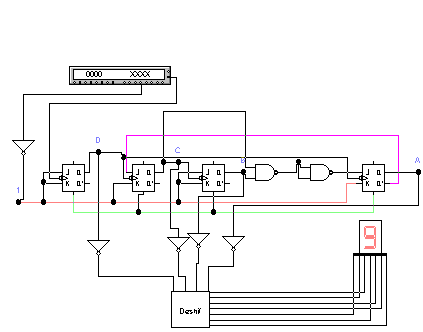 0000 XXXX
D
C
B
A
1
J Q
K Q'
J Q
K Q'
J Q
K Q'
J Q
K Q'
9
Deshif